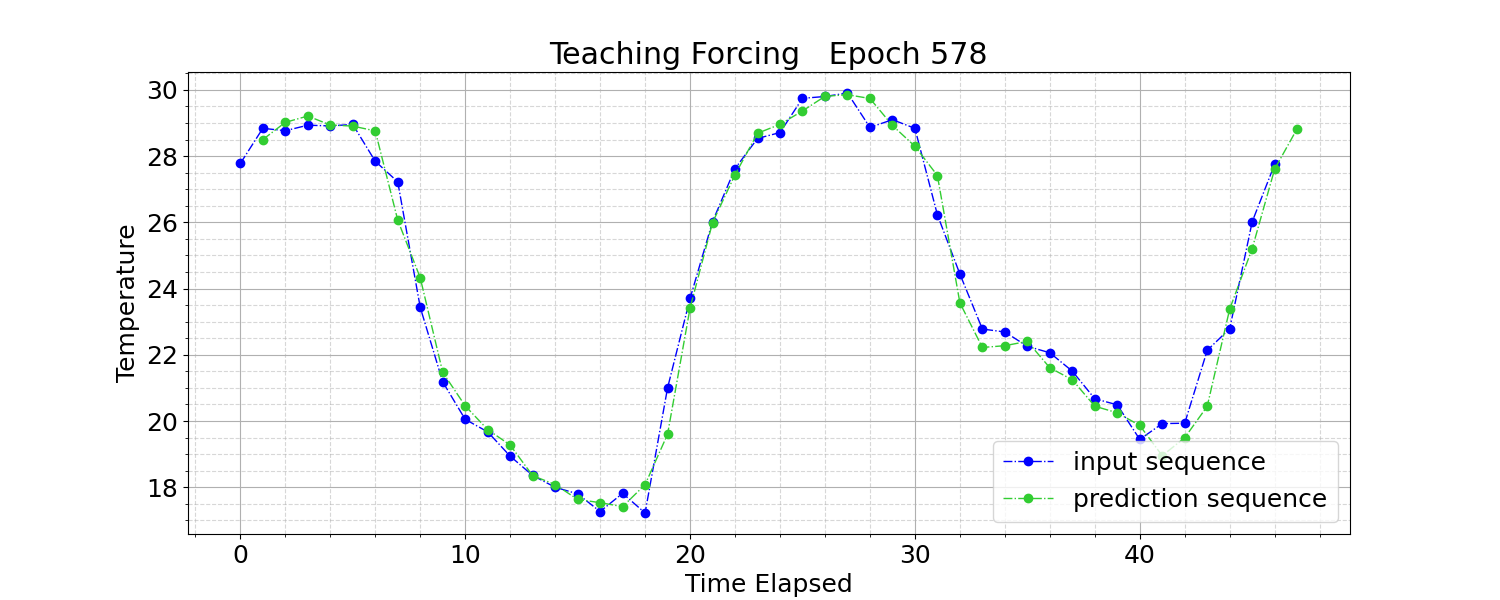 Teaching Forcing   Epoch 578
30
28
26
24
22
20
18
Temperature
0 10 20 30 40
Time Elapsed
input sequence
prediction sequence